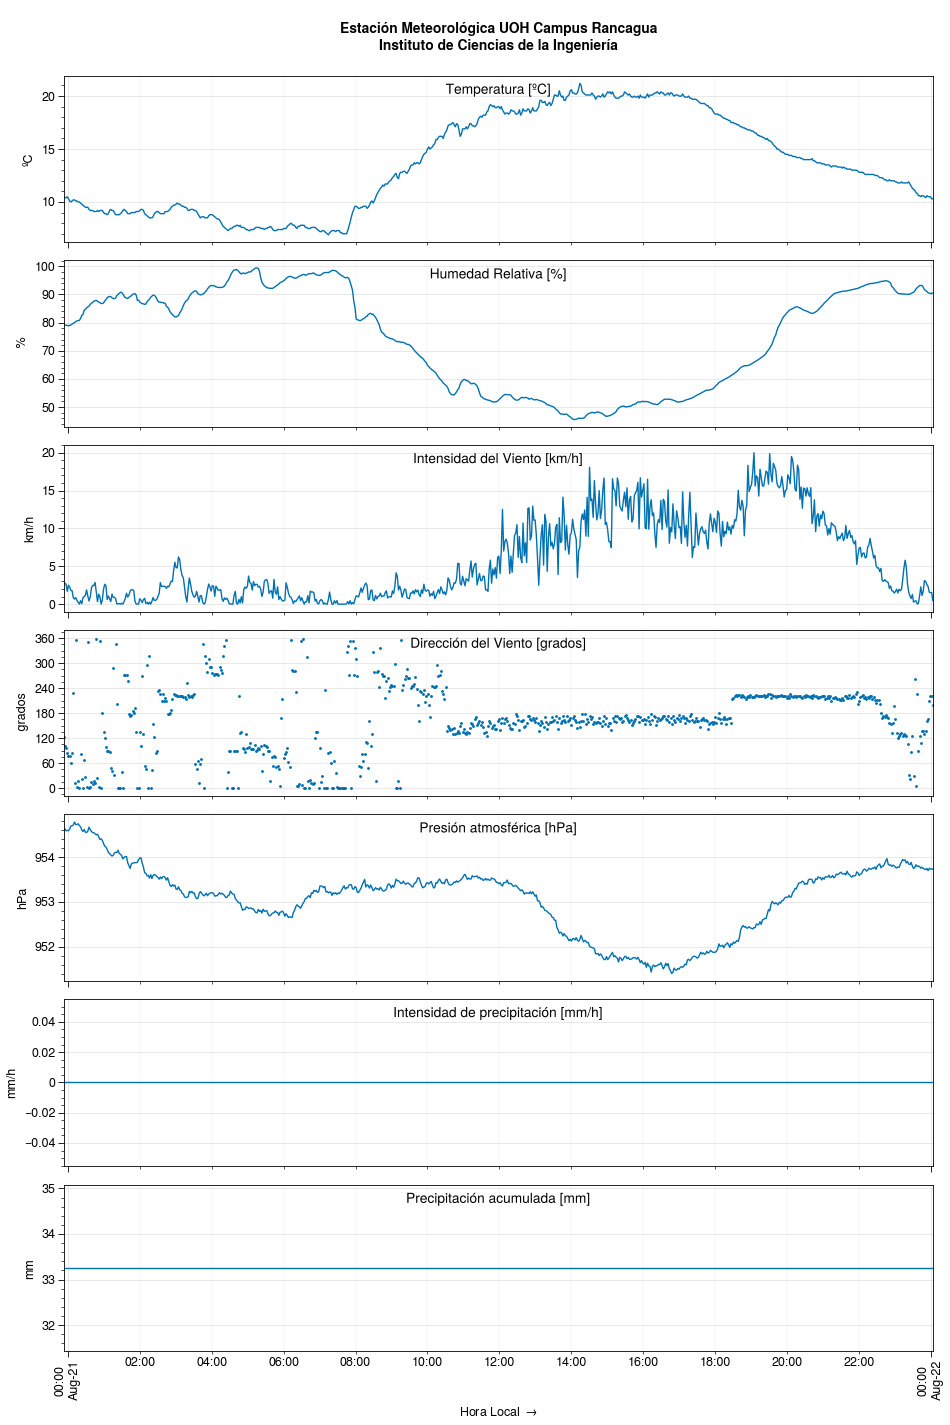 Estación Meteorológica UOH Campus Rancagua
Instituto de Ciencias de la Ingeniería
Temperatura [ºC]
20
15
10
ºC
Humedad Relativa [%]
100
90
80
70
60
50
%
Intensidad del Viento [km/h]
20
15
10
5
0
km/h
Dirección del Viento [grados]
360
300
240
180
120
60
0
grados
Presión atmosférica [hPa]
954
953
952
hPa
Intensidad de precipitación [mm/h]
0.04
0.02
0
−0.02
−0.04
mm/h
Precipitación acumulada [mm]
35
34
33
32
mm
00:00
Aug-21
02:00
04:00
06:00
08:00
10:00
12:00
14:00
16:00
18:00
20:00
22:00
00:00
Aug-22
Hora Local →